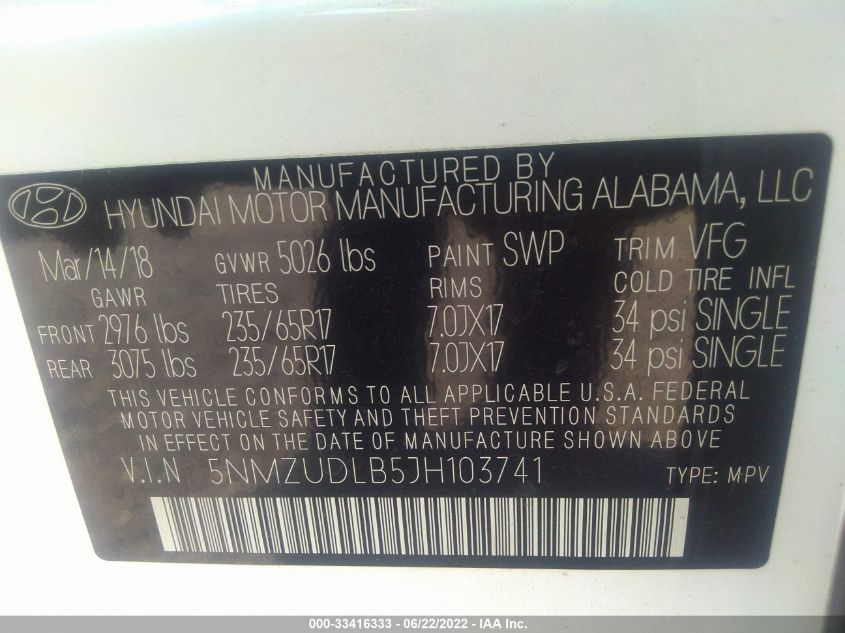 MANUFACTURED BY
HYUNDAI MOTOR MANUFACTURING ALABAMA, LLC
Mar/14/18 GVWR 5026 lbs PAINT SWP TRIM VFG
GAWR TIRES RIMS COLD TIRE INFL
FRONT 2976 lbs 235/65R17 7.0JX17 34 psi SINGLE
REAR 3075 lbs 235/65R17 7.0JX17 34 psi SINGLE
THIS VEHICLE CONFORMS TO ALL APPLICABLE U.S.A. FEDERAL
MOTOR VEHICLE SAFETY AND THEFT PREVENTION STANDARDS
IN EFFECT ON THE DATE OF MANUFACTURE SHOWN ABOVE
V.I.N 5NMZUDLB5JH103741 TYPE: MPV
000-33416333 - 06/22/2022 - IAA Inc.